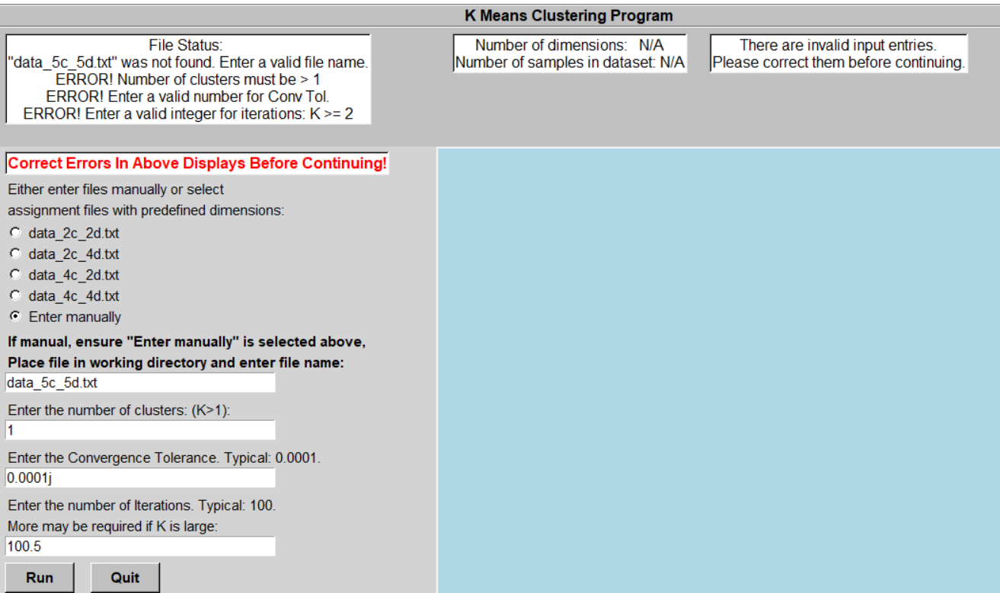 K Means Clustering Program
File Status:
"data_5c_5d.txt" was not found. Enter a valid file name.
ERROR! Number of clusters must be > 1
ERROR! Enter a valid number for Conv Tol.
ERROR! Enter a valid integer for iterations: K >= 2
Number of dimensions: N/A
Number of samples in dataset: N/A
There are invalid input entries.
Please correct them before continuing.
Correct Errors In Above Displays Before Continuing!
Either enter files manually or select
assignment files with predefined dimensions:
data_2c_2d.txt
data_2c_4d.txt
data_4c_2d.txt
data_4c_4d.txt
Enter manually
If manual, ensure "Enter manually" is selected above,
Place file in working directory and enter file name:
data_5c_5d.txt
Enter the number of clusters: (K>1):
1
Enter the Convergence Tolerance. Typical: 0.0001.
0.0001j
Enter the number of Iterations. Typical: 100.
More may be required if K is large:
100.5
Run Quit